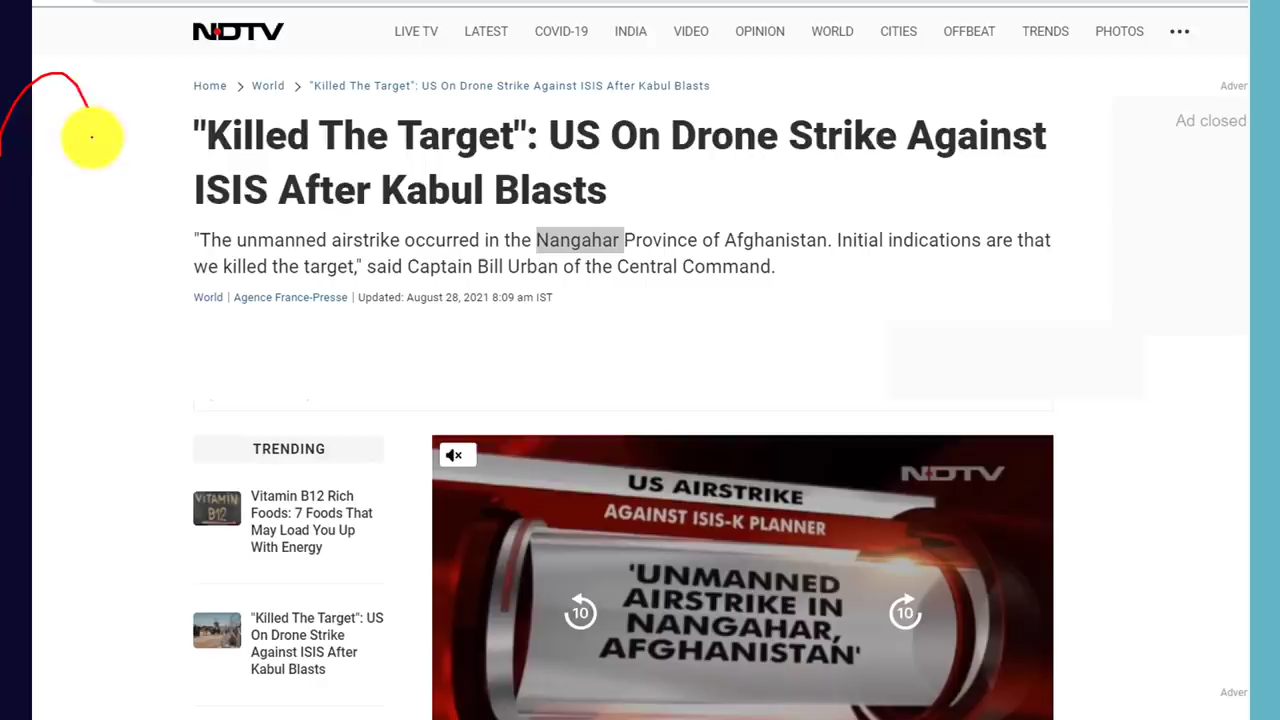 NDTV
LIVE TV LATEST COVID-19 INDIA VIDEO OPINION WORLD CITIES OFFBEAT TRENDS PHOTOS
Home > World > "Killed The Target": US On Drone Strike Against ISIS After Kabul Blasts
Adver
Ad closed
"Killed The Target": US On Drone Strike Against
ISIS After Kabul Blasts
"The unmanned airstrike occurred in the Nangahar Province of Afghanistan. Initial indications are that
we killed the target," said Captain Bill Urban of the Central Command.
World | Agence France-Presse | Updated: August 28, 2021 8:09 am IST
TRENDING
VITAMIN
B12
Vitamin B12 Rich
Foods: 7 Foods That
May Load You Up
With Energy
"Killed The Target": US
On Drone Strike
Against ISIS After
Kabul Blasts
NDTV
US AIRSTRIKE
AGAINST ISIS-K PLANNER
'UNMANNED
AIRSTRIKE IN
NANGAHAR,
AFGHANISTAN'
10
10
Adver